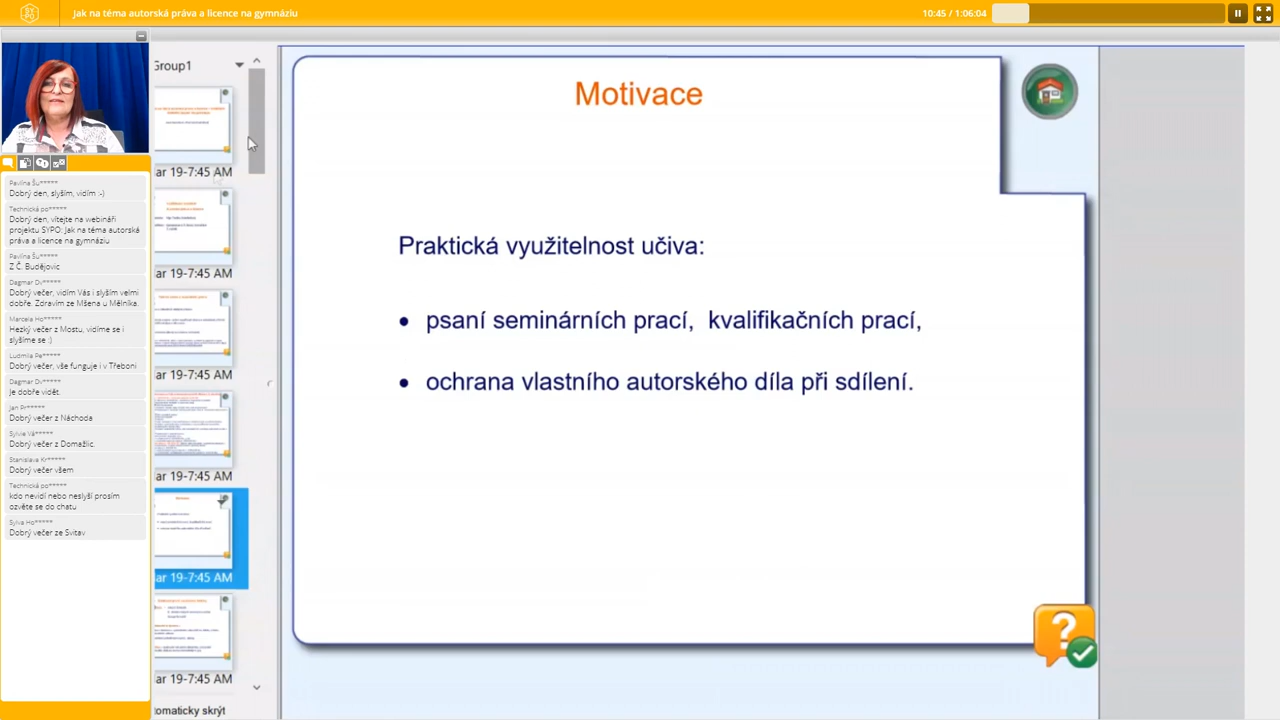 SY
PO
Jak na téma autorská práva a licence na gymnáziu
10:45 / 1:06:04
Pavlína Šu*****
Dobrý den, slyším, vidím :-)
Technická po*****
Dobrý den, vítejte na webináři
projektu SYPO: Jak na téma autorská
práva a licence na gymnáziu
Pavlína Šu*****
Z Č. Budějovic
Dagmar Dv*****
Dobrý večer, vidím Vás i slyším velmi
dobře. Zdravím ze Mšena u Mělníka.
Marcela Ho*****
Hezký večer z Mostu, vidíme se i
slyšíme se :)
Ludmila Pe*****
Dobrý večer, vše funguje i v Třeboni
Dagmar Dv*****
Je dobře vidět.
Jan Pr*****
Dobrý večer z Náchoda
Sylvie Vá*****
Dobrý večer z Domažlic.
Stanislava Kr*****
Dobrý večer všem
Technická po*****
kdo nevidí nebo neslyší prosím
ozvěte se do chatu
Sylva Ho*****
Dobrý večer ze Svitav
Group1
ar 19-7:45 AM
ar 19-7:45 AM
ar 19-7:45 AM
ar 19-7:45 AM
ar 19-7:45 AM
ar 19-7:45 AM
tomaticky skrýt
Motivace
Praktická využitelnost učiva:
• psaní seminárních prací, kvalifikačních prací,
• ochrana vlastního autorského díla při sdílení.
?